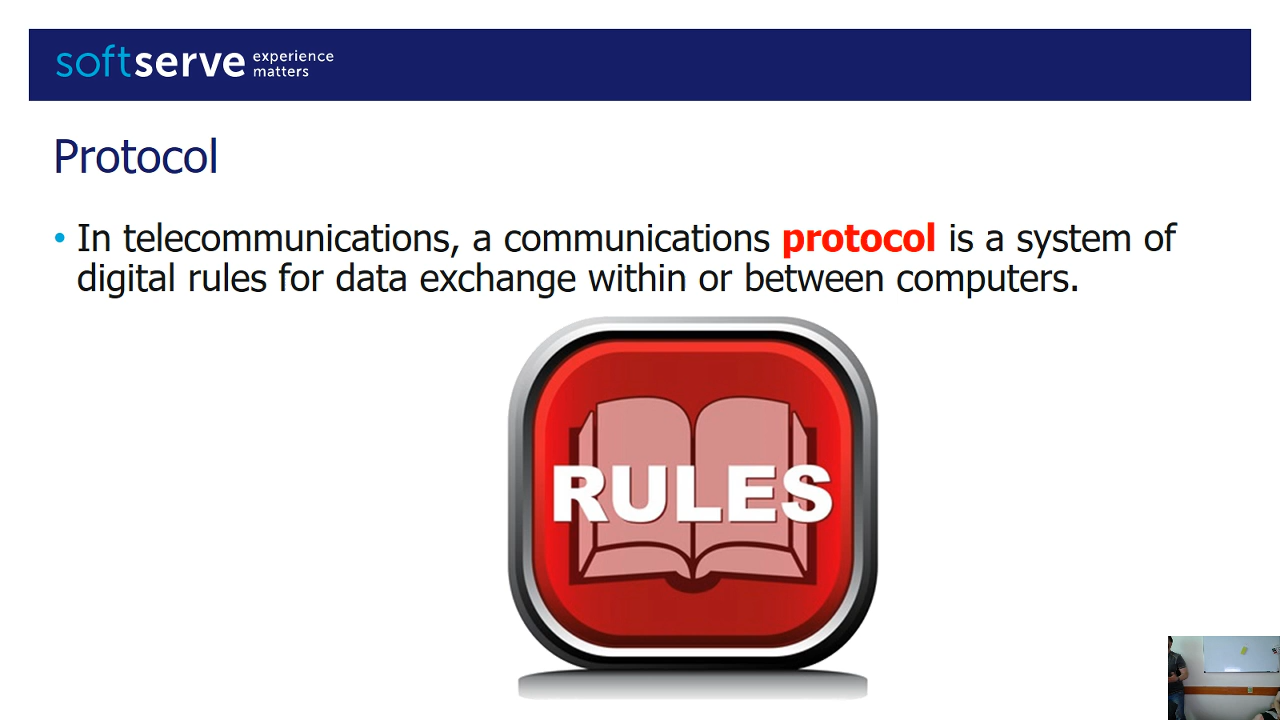 softserve experience
matters
Protocol
• In telecommunications, a communications protocol is a system of
digital rules for data exchange within or between computers.
RULES